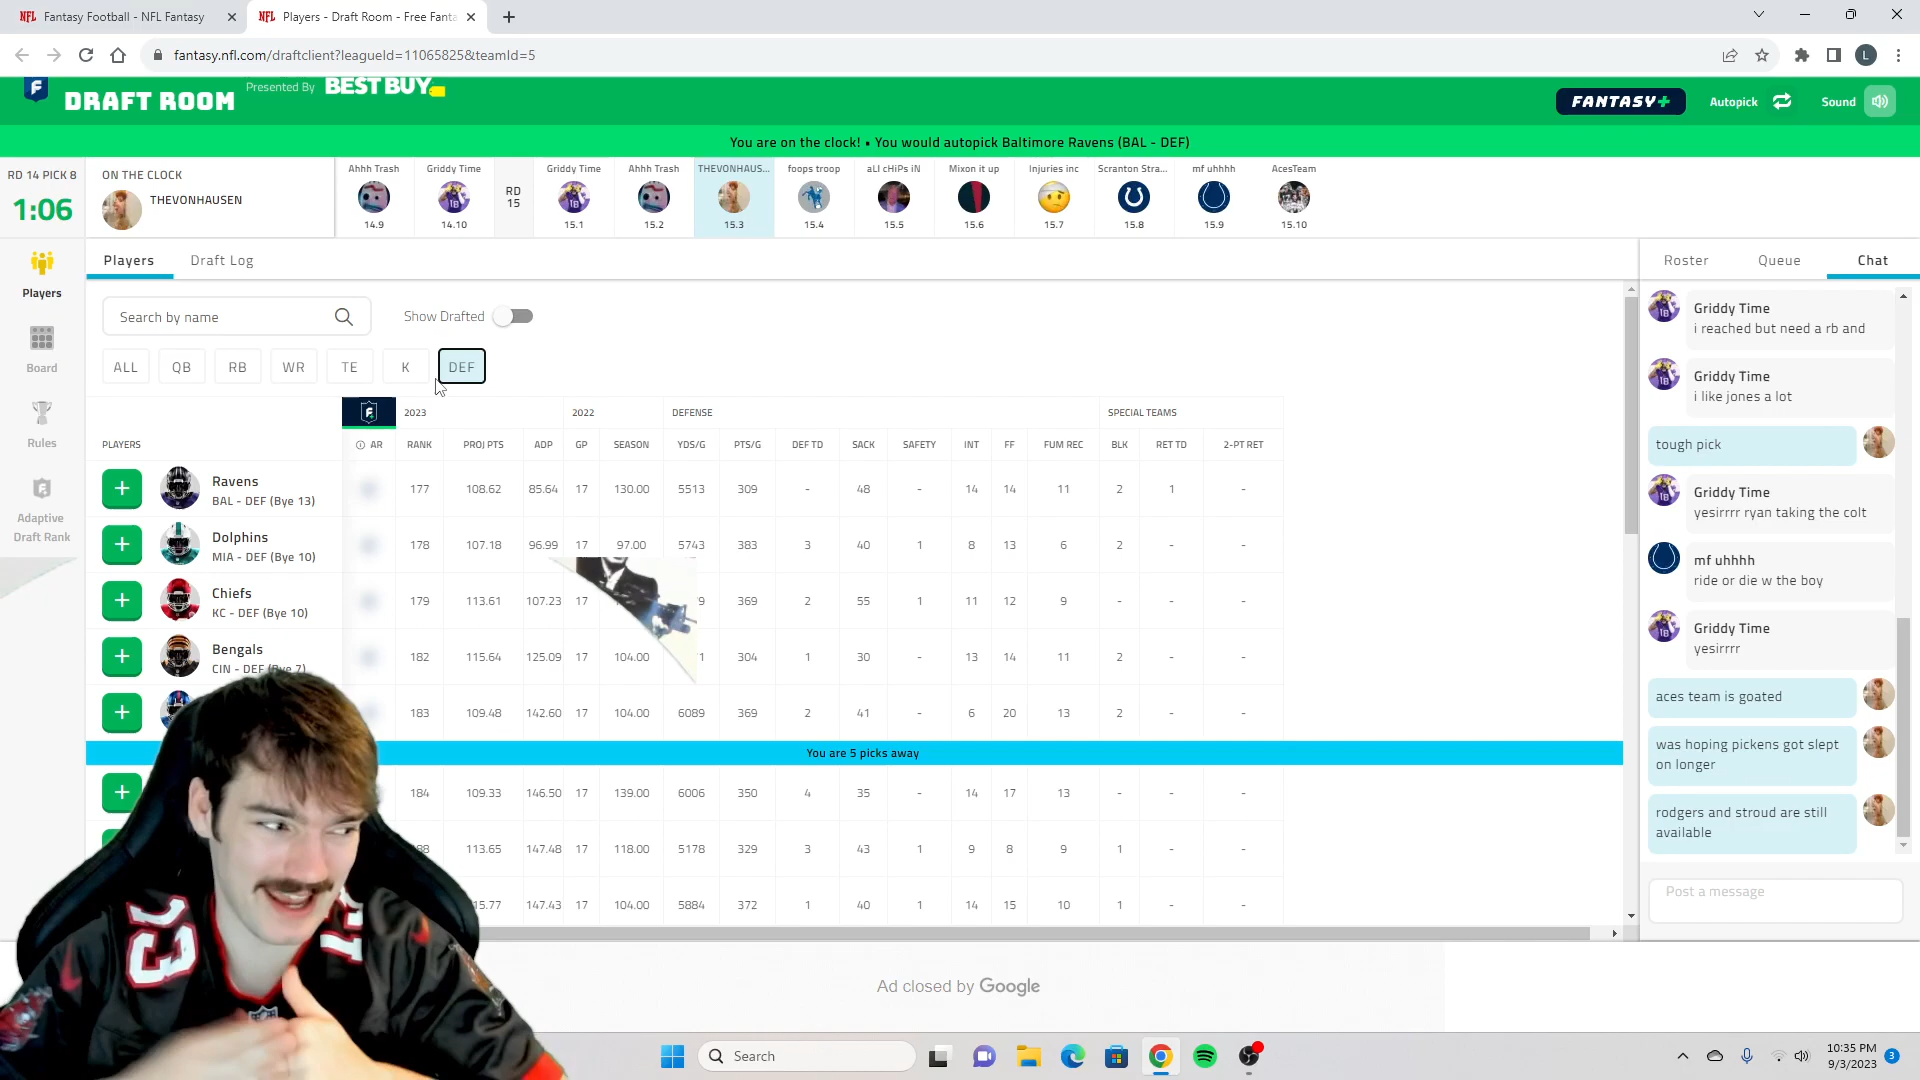 Fantasy Football - NFL Fantasy
Players - Draft Room - Free Fanta
fantasy.nfl.com/draftclient?leagueId=11065825&teamId=5
L
DRAFT ROOM
Presented By
BEST BUY
FANTASY+
Autopick
Sound
You are on the clock! • You would autopick Baltimore Ravens (BAL - DEF)
RD 14 PICK 8
1:06
ON THE CLOCK
THEVONHAUSEN
Ahhh Trash
14.9
Griddy Time
14.10
RD
15
Griddy Time
15.1
Ahhh Trash
15.2
THEVONHAUS...
15.3
foops troop
15.4
aLl cHiPs iN
15.5
Mixon it up
15.6
Injuries inc
15.7
Scranton Stra...
15.8
mf uhhhh
15.9
AcesTeam
15.10
Players
Board
Rules
Adaptive
Draft Rank
Players
Draft Log
Search by name
Show Drafted
ALL QB RB WR TE K DEF
2023 2022 DEFENSE SPECIAL TEAMS
PLAYERS AR RANK PROJ PTS ADP GP SEASON YDS/G PTS/G DEF TD SACK SAFETY INT FF FUM REC BLK RET TD 2-PT RET
Ravens
BAL - DEF (Bye 13)
177 108.62 85.64 17 130.00 5513 309 - 48 - 14 14 11 2 1 -
Dolphins
MIA - DEF (Bye 10)
178 107.18 96.99 17 97.00 5743 383 3 40 1 8 13 6 2 - -
Chiefs
KC - DEF (Bye 10)
179 113.61 107.23 17 369 2 55 1 11 12 9 - - -
Bengals
CIN - DEF (Bye 7)
182 115.64 125.09 17 104.00 304 1 30 - 13 14 11 2 - -
183 109.48 142.60 17 104.00 6089 369 2 41 - 6 20 13 2 - -
You are 5 picks away
184 109.33 146.50 17 139.00 6006 350 4 35 - 14 17 13 - - -
113.65 147.48 17 118.00 5178 329 3 43 1 9 8 9 1 - -
147.43 17 104.00 5884 372 1 40 1 14 15 10 1 - -
Roster
Queue
Chat
Griddy Time
i reached but need a rb and
Griddy Time
i like jones a lot
tough pick
Griddy Time
yesirrrr ryan taking the colt
mf uhhhh
ride or die w the boy
Griddy Time
yesirrrr
aces team is goated
was hoping pickens got slept
on longer
rodgers and stroud are still
available
Post a message
Ad closed by Google
Search
10:35 PM
9/3/2023
3